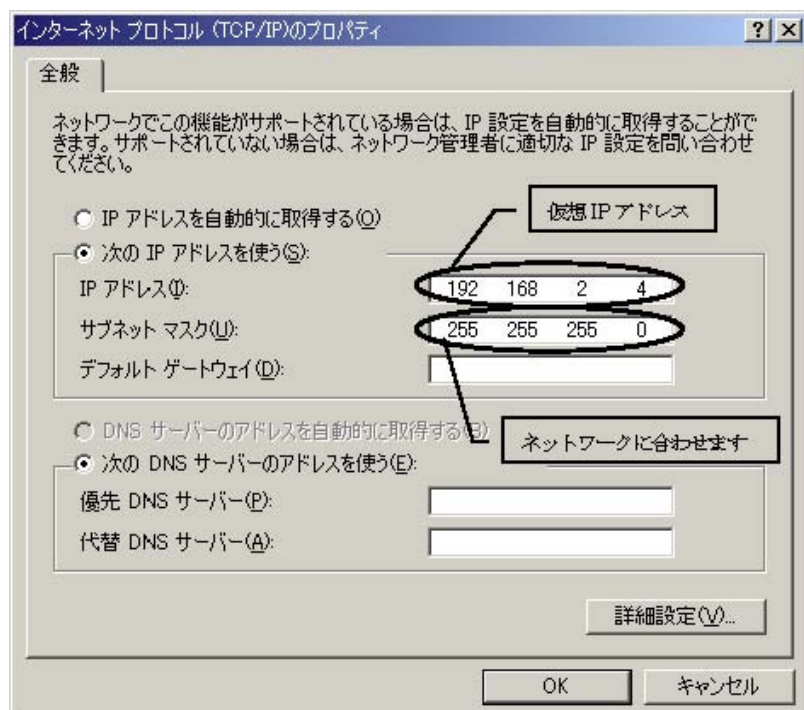 インターネット プロトコル (TCP/IP)のプロパティ
全般
ネットワークでこの機能がサポートされている場合は、IP 設定を自動的に取得することがで
きます。サポートされていない場合は、ネットワーク管理者に適切な IP 設定を問い合わせ
てください。
IP アドレスを自動的に取得する(O)
仮想IPアドレス
次の IP アドレスを使う(S):
IP アドレス(I):
192 168 2 4
サブネット マスク(U):
255 255 255 0
デフォルト ゲートウェイ(D):
DNS サーバーのアドレスを自動的に取得する(B)
ネットワークに合わせます
次の DNS サーバーのアドレスを使う(E):
優先 DNS サーバー(P):
代替 DNS サーバー(A):
詳細設定(V)...
OK
キャンセル